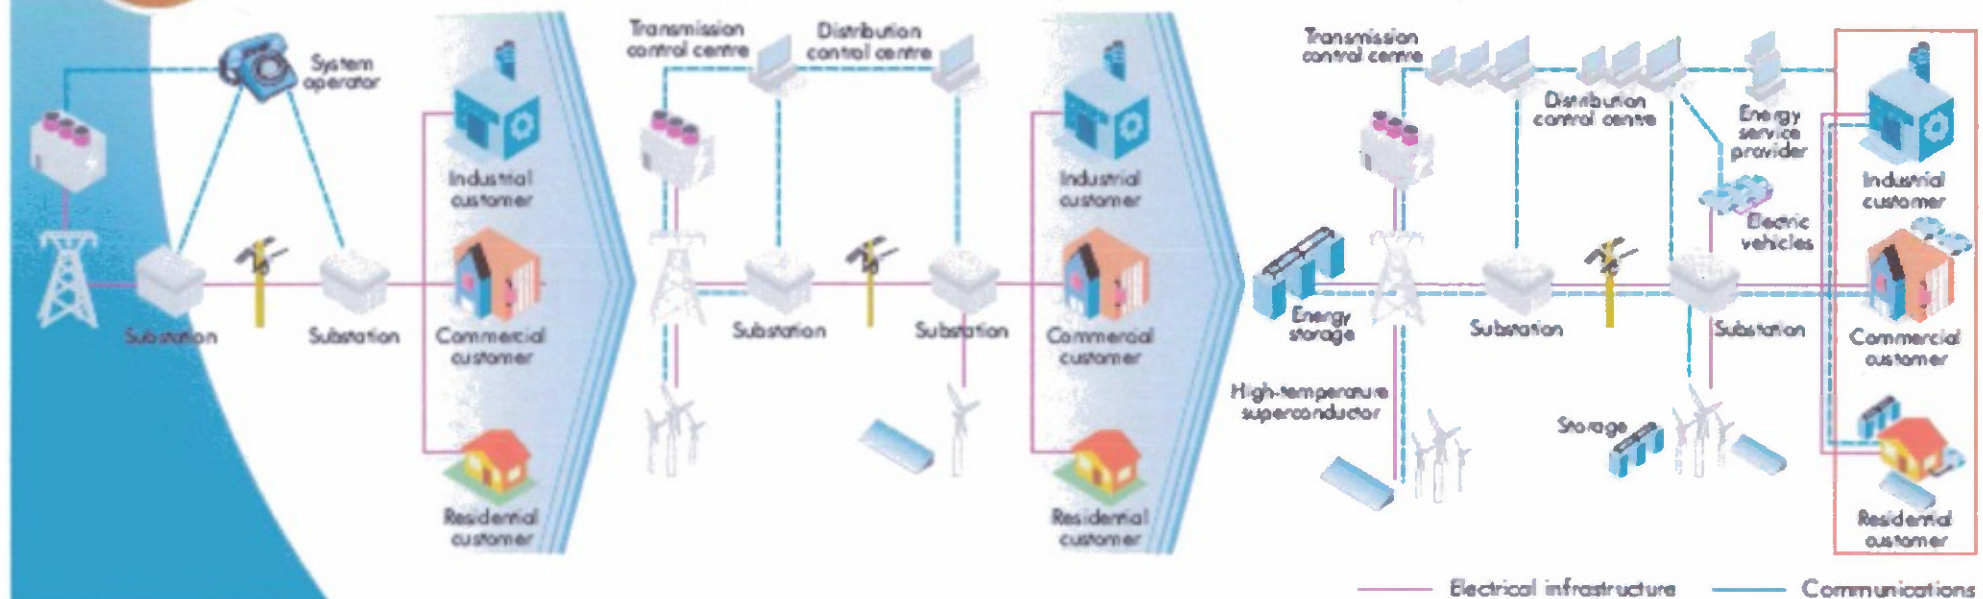 System
operator
Substation
Substation
Industrial
customer
Commercial
customer
Residential
customer
Transmission
control centre
Distribution
control centre
Substation
Substation
Industrial
customer
Commercial
customer
Residential
customer
Transmission
control centre
Distribution
control centre
Energy
service
provider
Electric
vehicles
Energy
storage
Substation
Substation
High-temperature
superconductor
Storage
Industrial
customer
Commercial
customer
Residential
customer
Electrical infrastructure
Communications